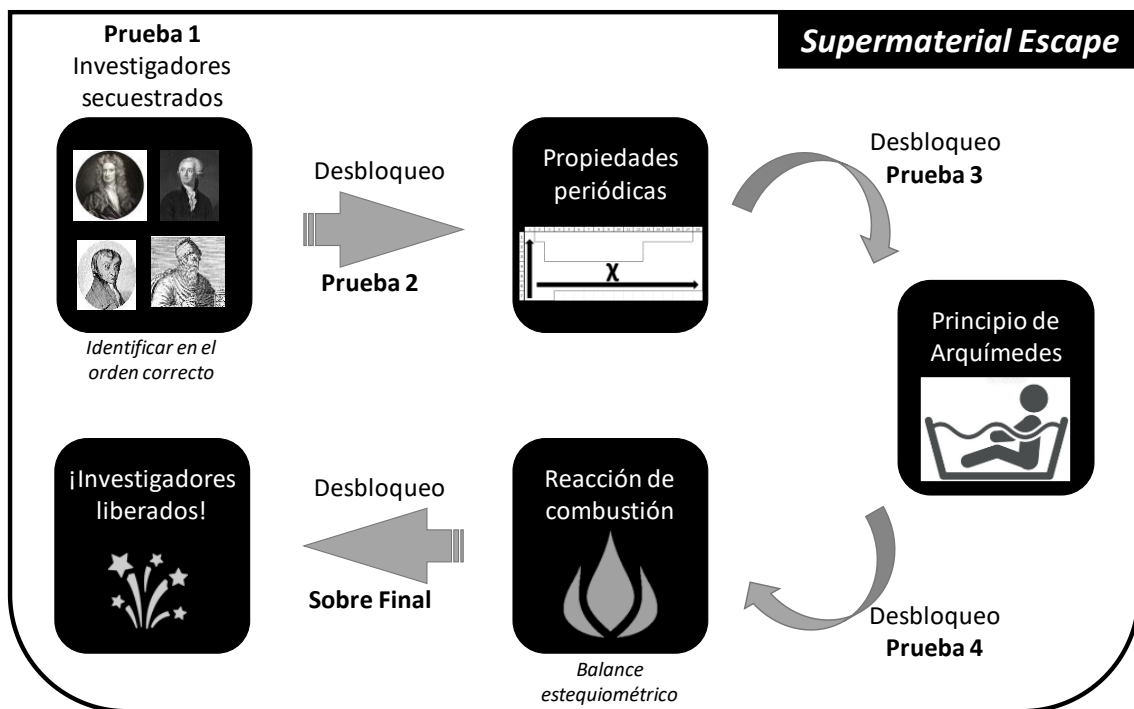 Supermaterial Escape
Prueba 1
Investigadores
secuestrados
Identificar en el
orden correcto
Desbloqueo
Prueba 2
Propiedades
periódicas
χ
Desbloqueo
Prueba 3
Principio de
Arquímedes
Desbloqueo
Prueba 4
Reacción de
combustión
Balance
estequiométrico
Desbloqueo
Sobre Final
¡Investigadores
liberados!